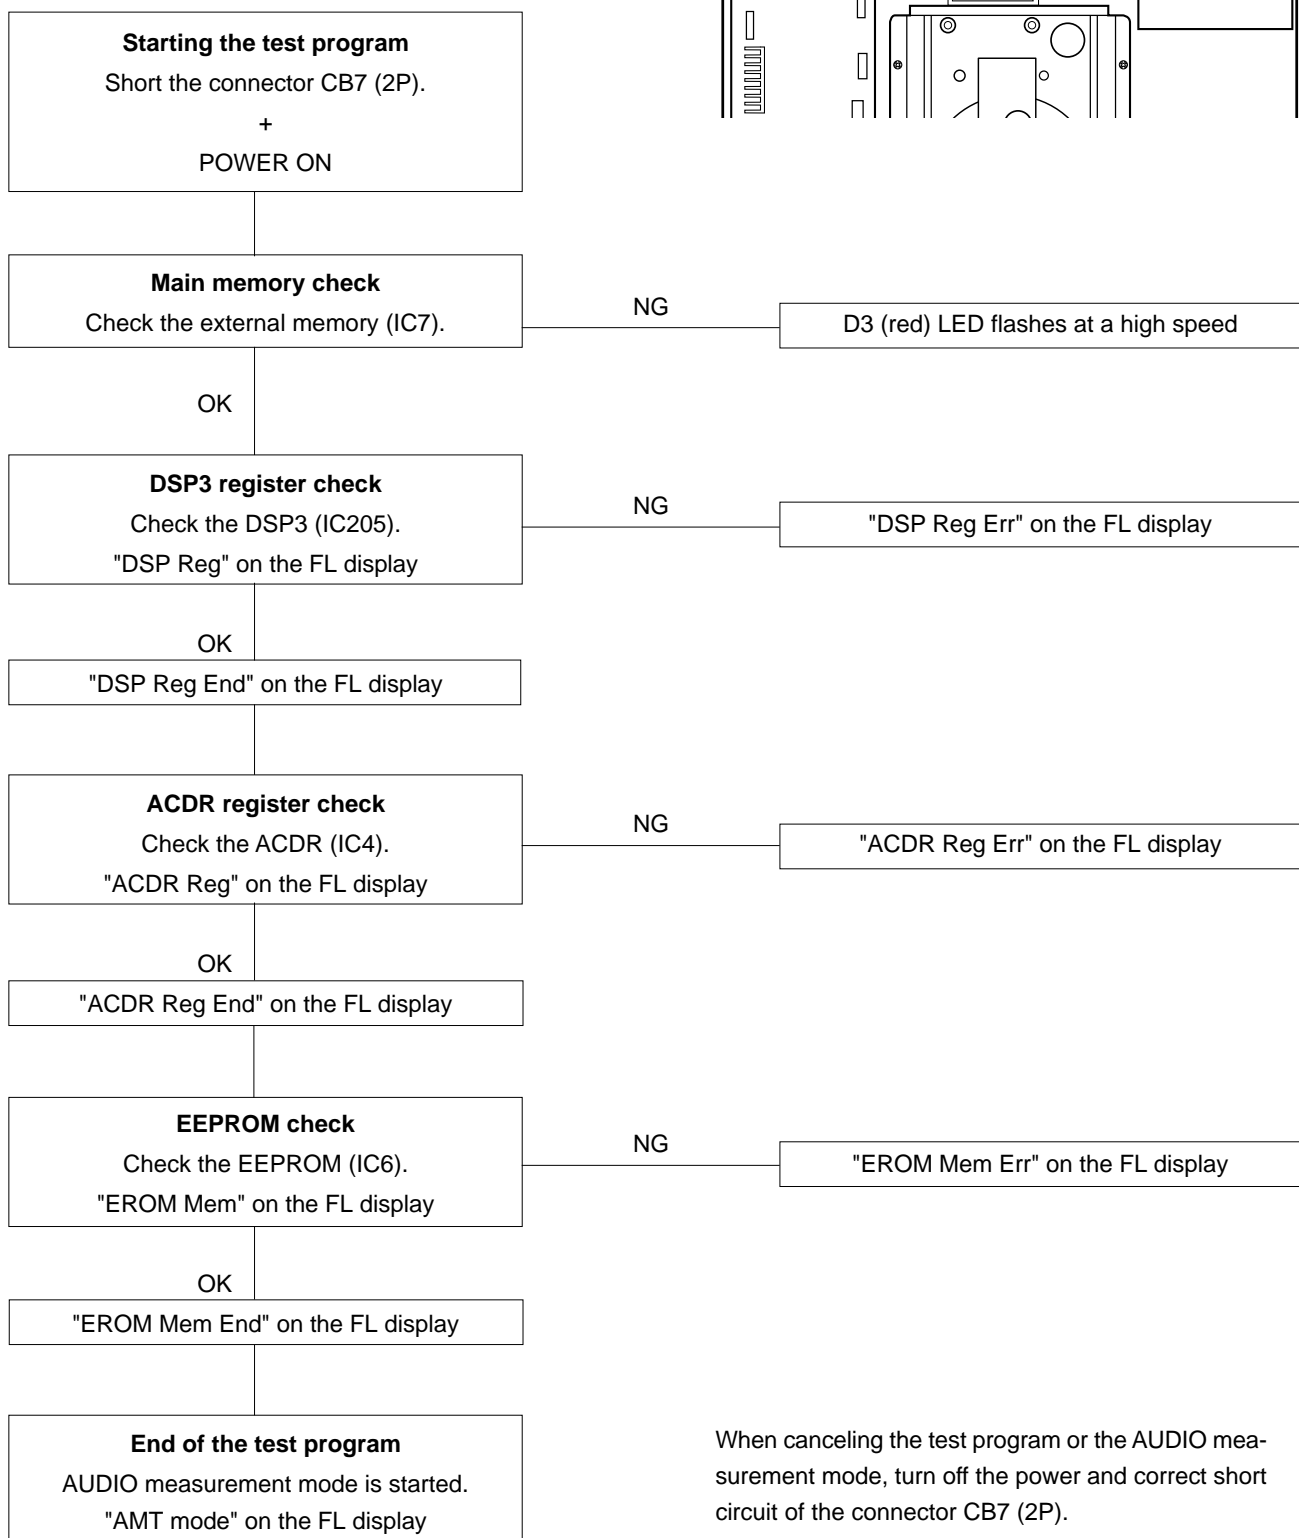 Starting the test program
Short the connector CB7 (2P).
+
POWER ON
Main memory check
Check the external memory (IC7).
NG
D3 (red) LED flashes at a high speed
OK
DSP3 register check
Check the DSP3 (IC205).
"DSP Reg" on the FL display
NG
"DSP Reg Err" on the FL display
OK
"DSP Reg End" on the FL display
ACDR register check
Check the ACDR (IC4).
"ACDR Reg" on the FL display
NG
"ACDR Reg Err" on the FL display
OK
"ACDR Reg End" on the FL display
EEPROM check
Check the EEPROM (IC6).
"EROM Mem" on the FL display
NG
"EROM Mem Err" on the FL display
OK
"EROM Mem End" on the FL display
End of the test program
AUDIO measurement mode is started.
"AMT mode" on the FL display
When canceling the test program or the AUDIO mea-
surement mode, turn off the power and correct short
circuit of the connector CB7 (2P).